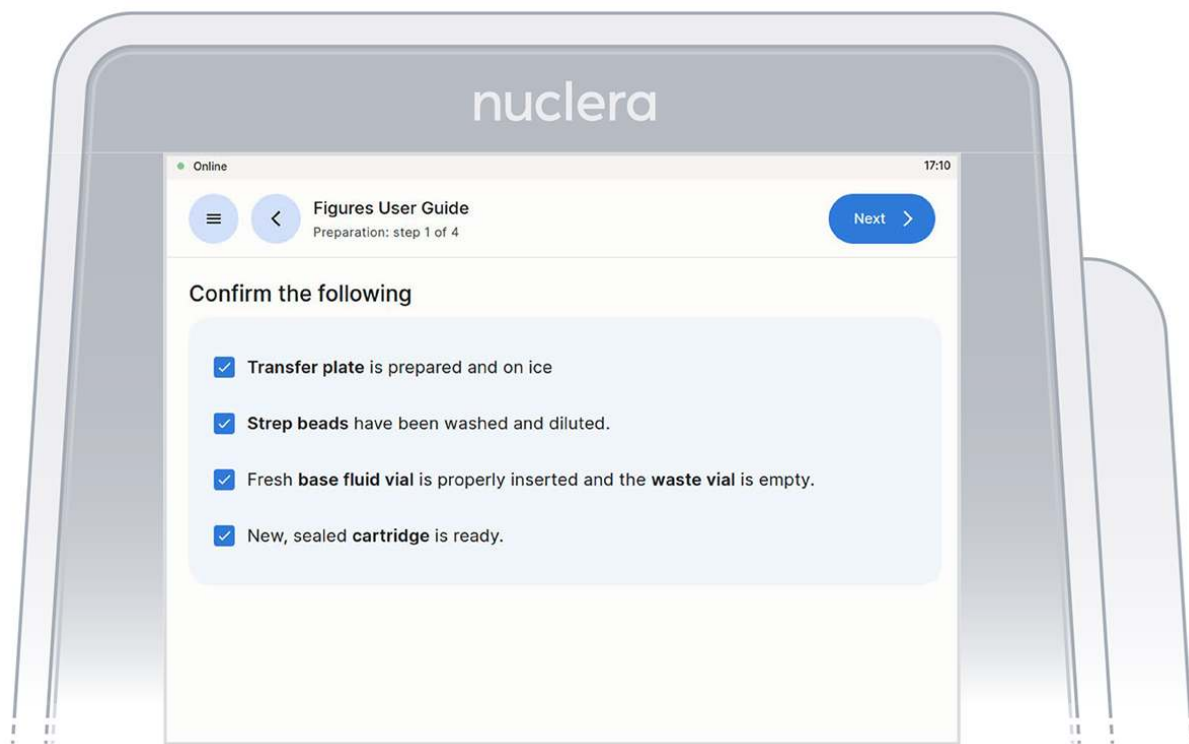 nuclera
Online
17:10
Figures User Guide
Preparation: step 1 of 4
Next
Confirm the following
Transfer plate is prepared and on ice
Strep beads have been washed and diluted.
Fresh base fluid vial is properly inserted and the waste vial is empty.
New, sealed cartridge is ready.